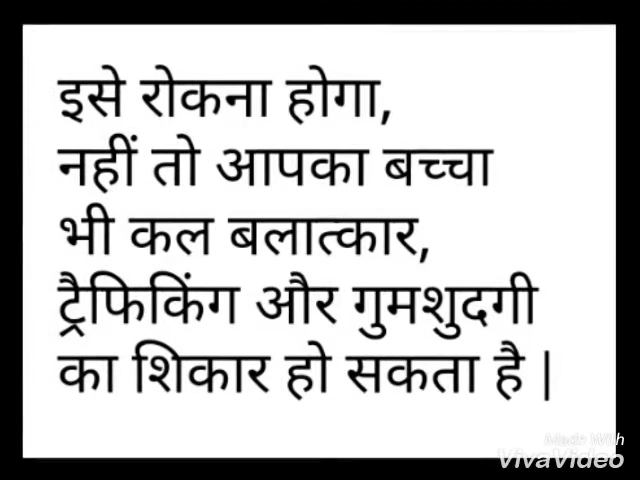 इसे रोकना होगा,
नहीं तो आपका बच्चा
भी कल बलात्कार,
ट्रैफिकिंग और गुमशुदगी
का शिकार हो सकता है |
Made With
VivaVideo